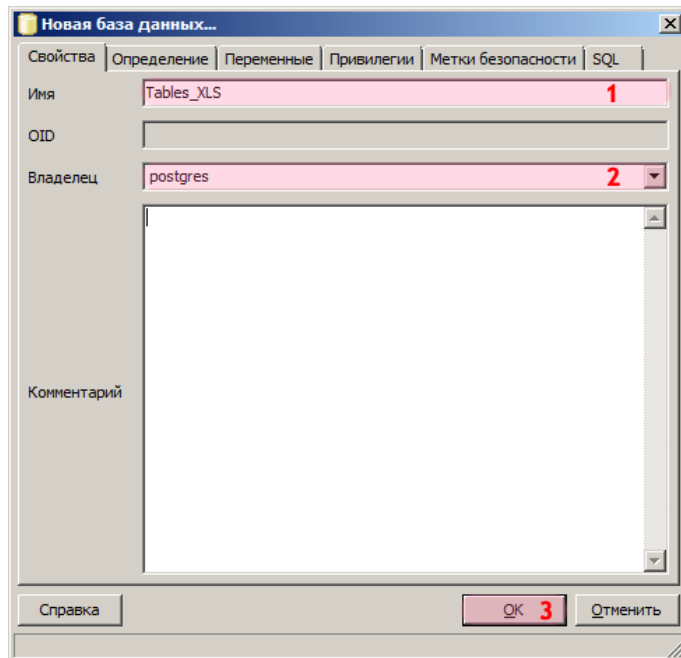 Новая база данных...
Свойства Определение Переменные Привилегии Метки безопасности SQL
Имя Tables_XLS 1
OID
Владелец postgres 2
Комментарий
Справка OK 3 Отменить